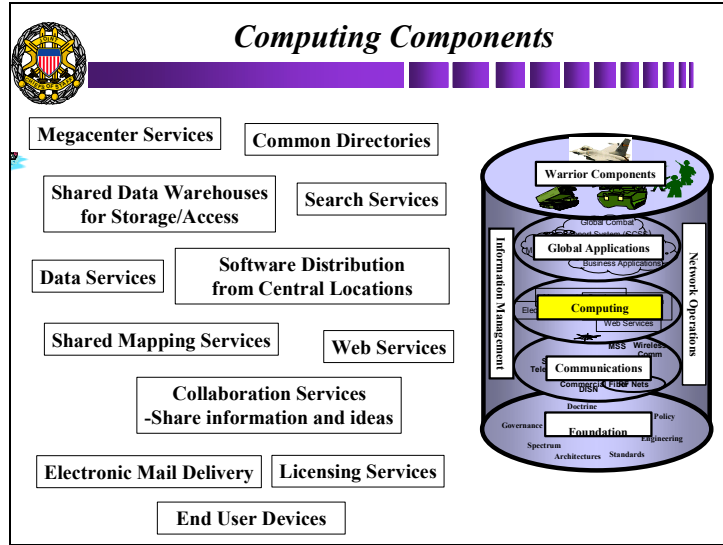 Computing Components
Megacenter Services
Common Directories
Shared Data Warehouses
for Storage/Access
Search Services
Data Services
Software Distribution
from Central Locations
Shared Mapping Services
Web Services
Collaboration Services
-Share information and ideas
Electronic Mail Delivery
Licensing Services
End User Devices
Warrior Components
Information Management
Network Operations
Global Combat
(GCSS)
Global Applications
Business Applications
Computing
Web Services
MSS
Wireless
Comm
Communications
Commercial Fiber
RF Nets
DISN
Doctrine
Policy
Governance
Foundation
Engineering
Spectrum
Architectures
Standards